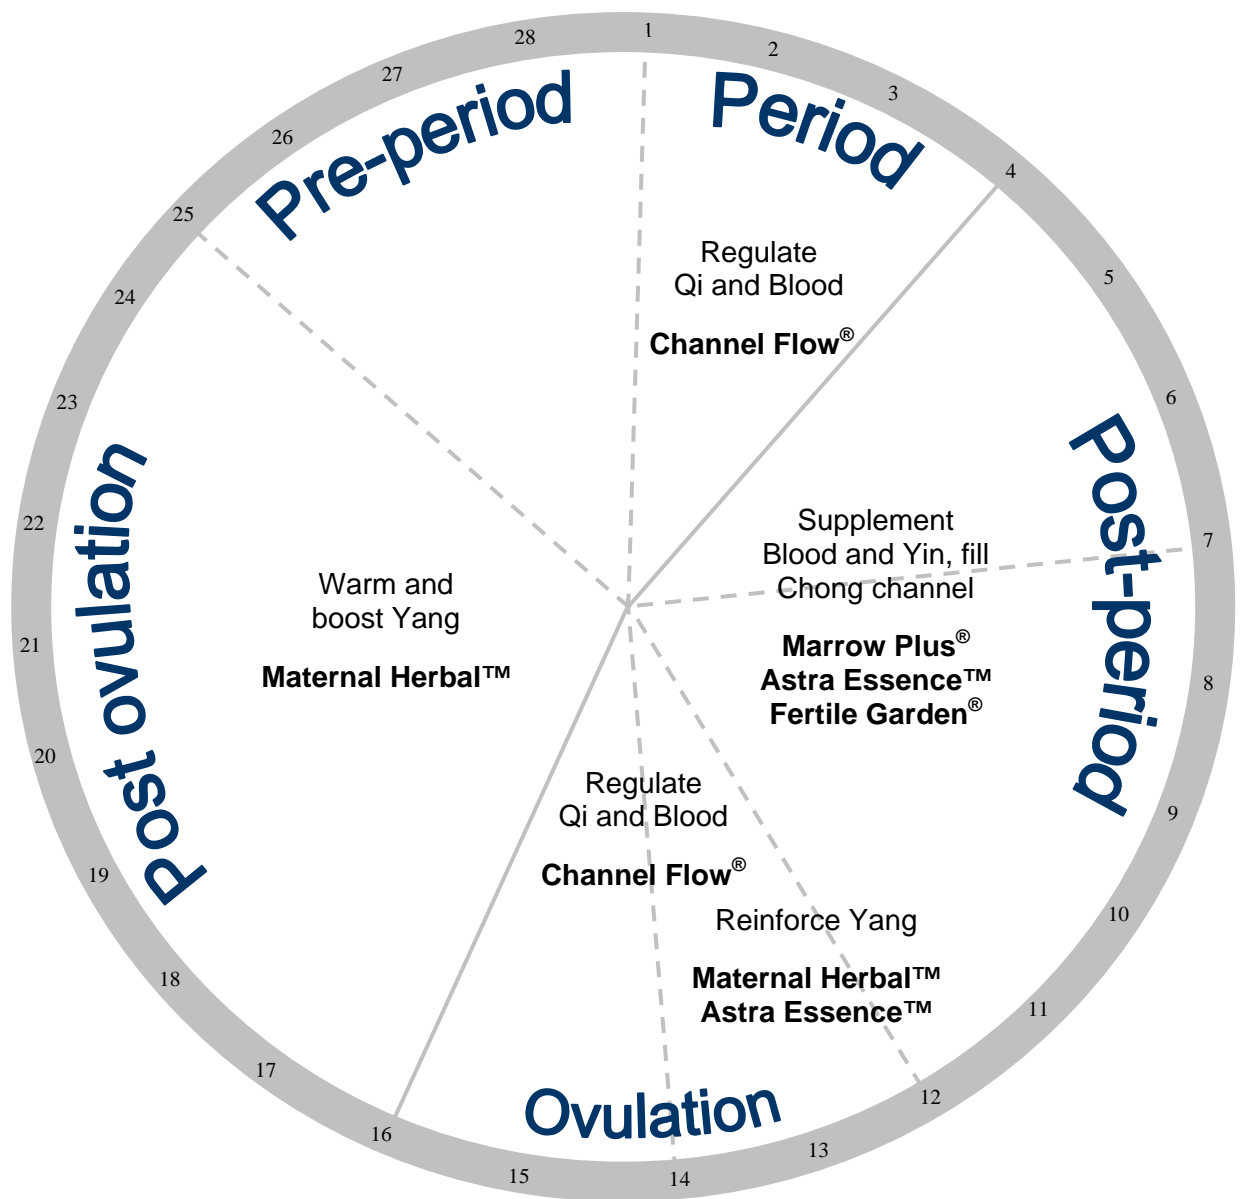 1
2
3
4
5
6
7
8
9
10
11
12
13
14
15
16
17
18
19
20
21
22
23
24
25
26
27
28
Pre-period
Period
Regulate
Qi and Blood
Channel Flow®
Post-period
Supplement
Blood and Yin, fill
Chong channel
Marrow Plus®
Astra Essence™
Fertile Garden®
Reinforce Yang
Maternal Herbal™
Astra Essence™
Ovulation
Regulate
Qi and Blood
Channel Flow®
Post ovulation
Warm and
boost Yang
Maternal Herbal™